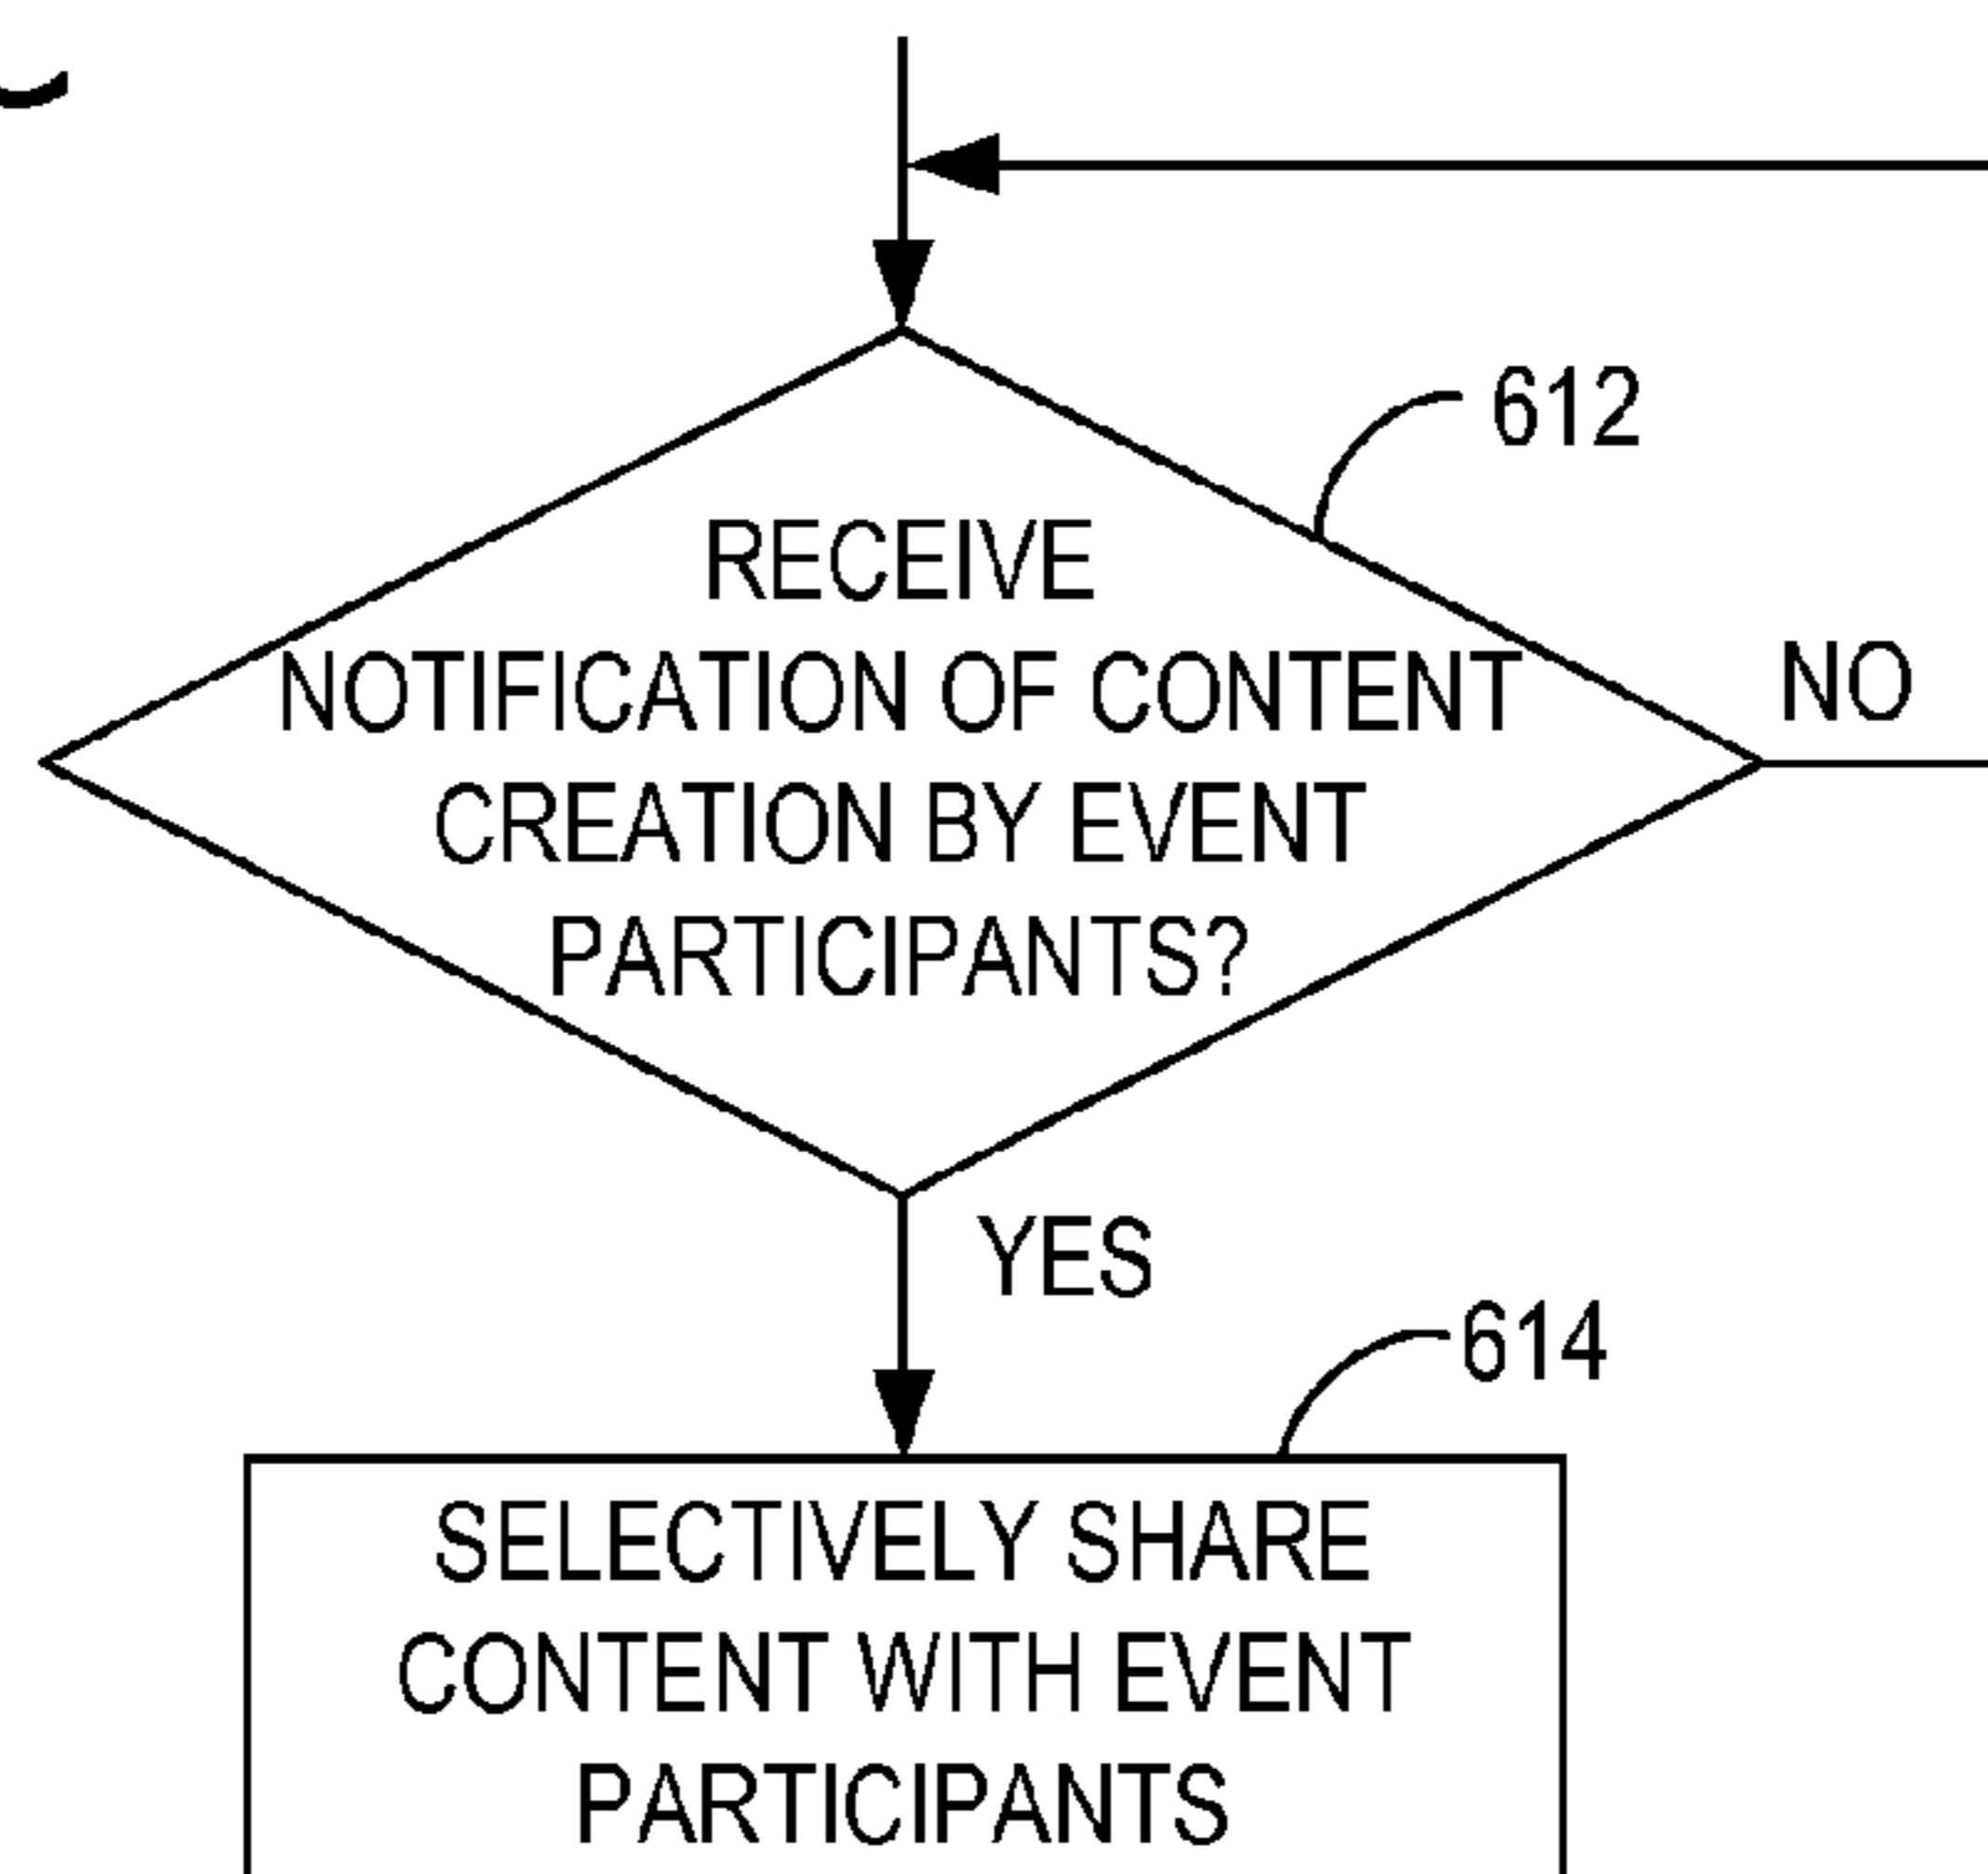 612
RECEIVE
NOTIFICATION OF CONTENT
CREATION BY EVENT
PARTICIPANTS?
NO
YES
614
SELECTIVELY SHARE
CONTENT WITH EVENT
PARTICIPANTS